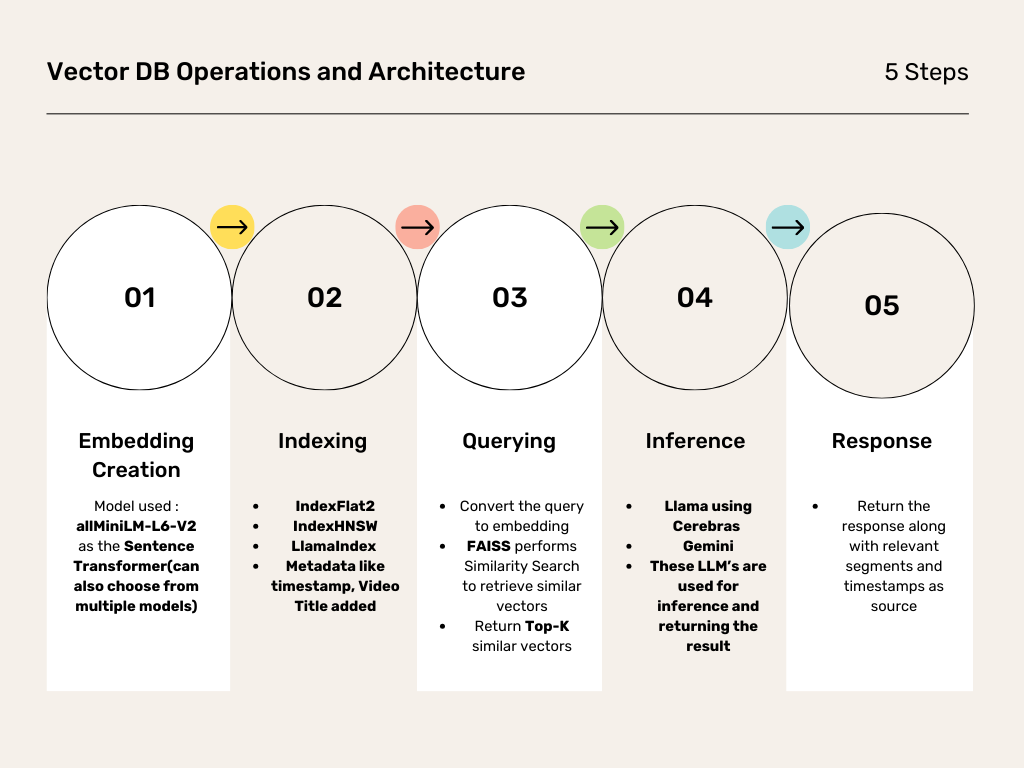 Vector DB Operations and Architecture
5 Steps
01
02
03
04
05
Embedding
Creation
Model used :
allMiniLM-L6-V2
as the Sentence
Transformer(can
also choose from
multiple models)
Indexing
• IndexFlat2
• IndexHNSW
• LlamaIndex
• Metadata like
timestamp, Video
Title added
Querying
• Convert the query
to embedding
• FAISS performs
Similarity Search
to retrieve similar
vectors
• Return Top-K
similar vectors
Inference
• Llama using
Cerebras
• Gemini
• These LLM’s are
used for
inference and
returning the
result
Response
• Return the
response along
with relevant
segments and
timestamps as
source